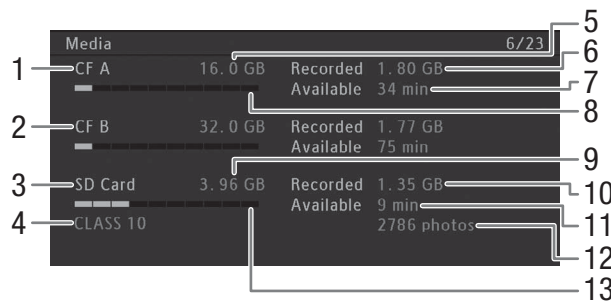 5
Media 6/23
6
1 CF A 16.0 GB Recorded 1.80 GB
7
Available 34 min
8
2 CF B 32.0 GB Recorded 1.77 GB
Available 75 min
9
3 SD Card 3.96 GB Recorded 1.35 GB 10
Available 9 min
11
4 CLASS 10 2786 photos
12
13